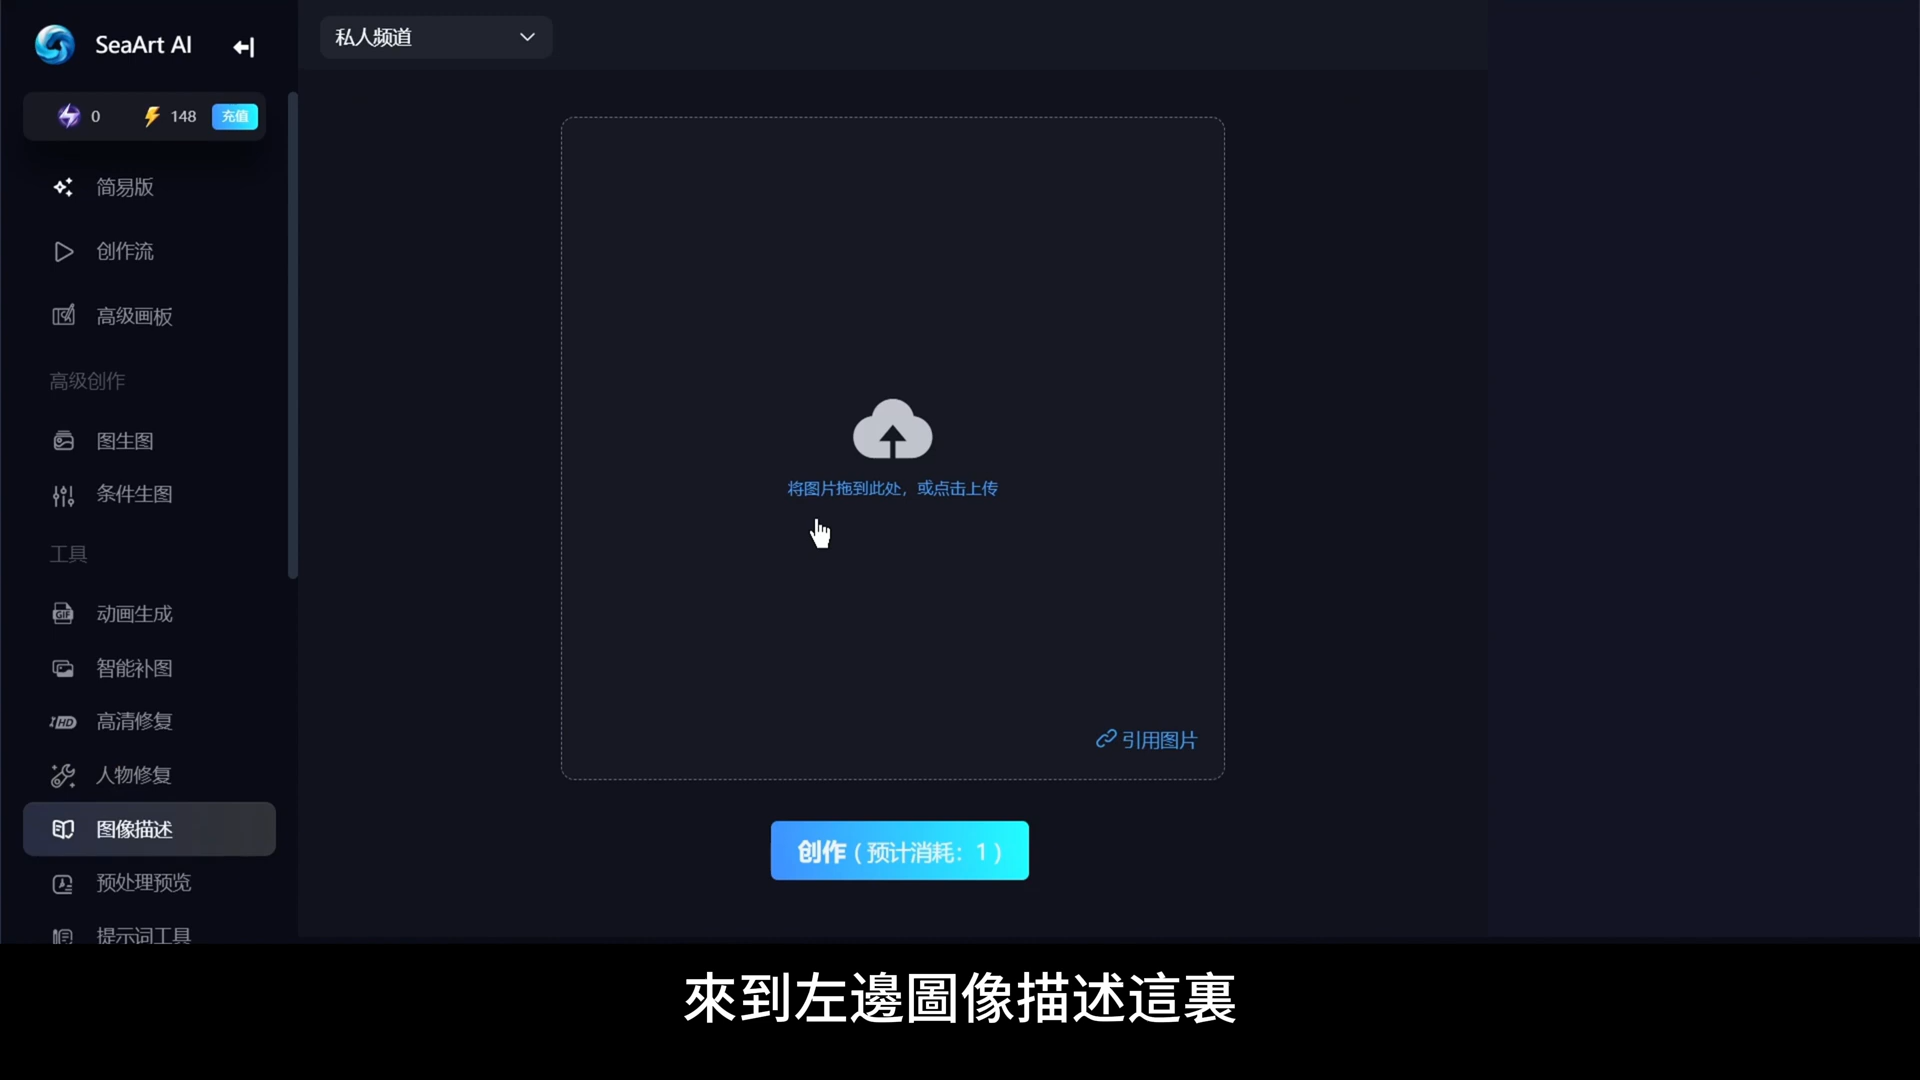 SeaArt AI
私人频道
0
148
充值
简易版
创作流
高级画板
高级创作
图生图
条件生图
工具
GIF
动画生成
智能补图
HD
高清修复
人物修复
图像描述
预处理预览
提示词工具
将图片拖到此处，或点击上传
引用图片
创作（预计消耗：1）
來到左邊圖像描述這裏